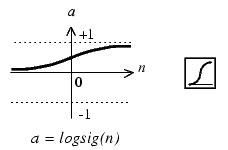 a
+1
n
0
-1
a = logsig(n)